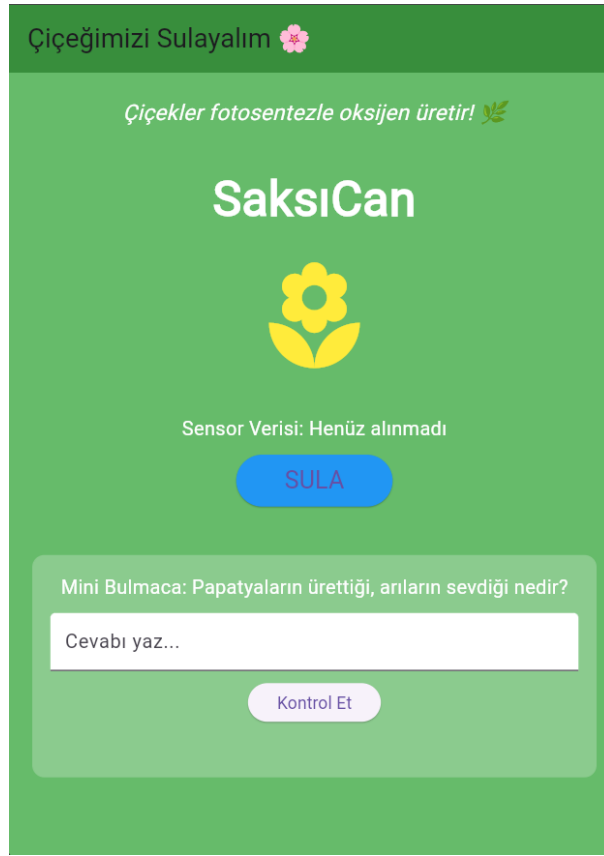 Çiçeğimizi Sulayalım 🌸
Çiçekler fotosentezle oksijen üretir! 🌿
SaksıCan
Sensor Verisi: Henüz alınmadı
SULA
Mini Bulmaca: Papatyaların ürettiği, arıların sevdiği nedir?
Cevabı yaz...
Kontrol Et